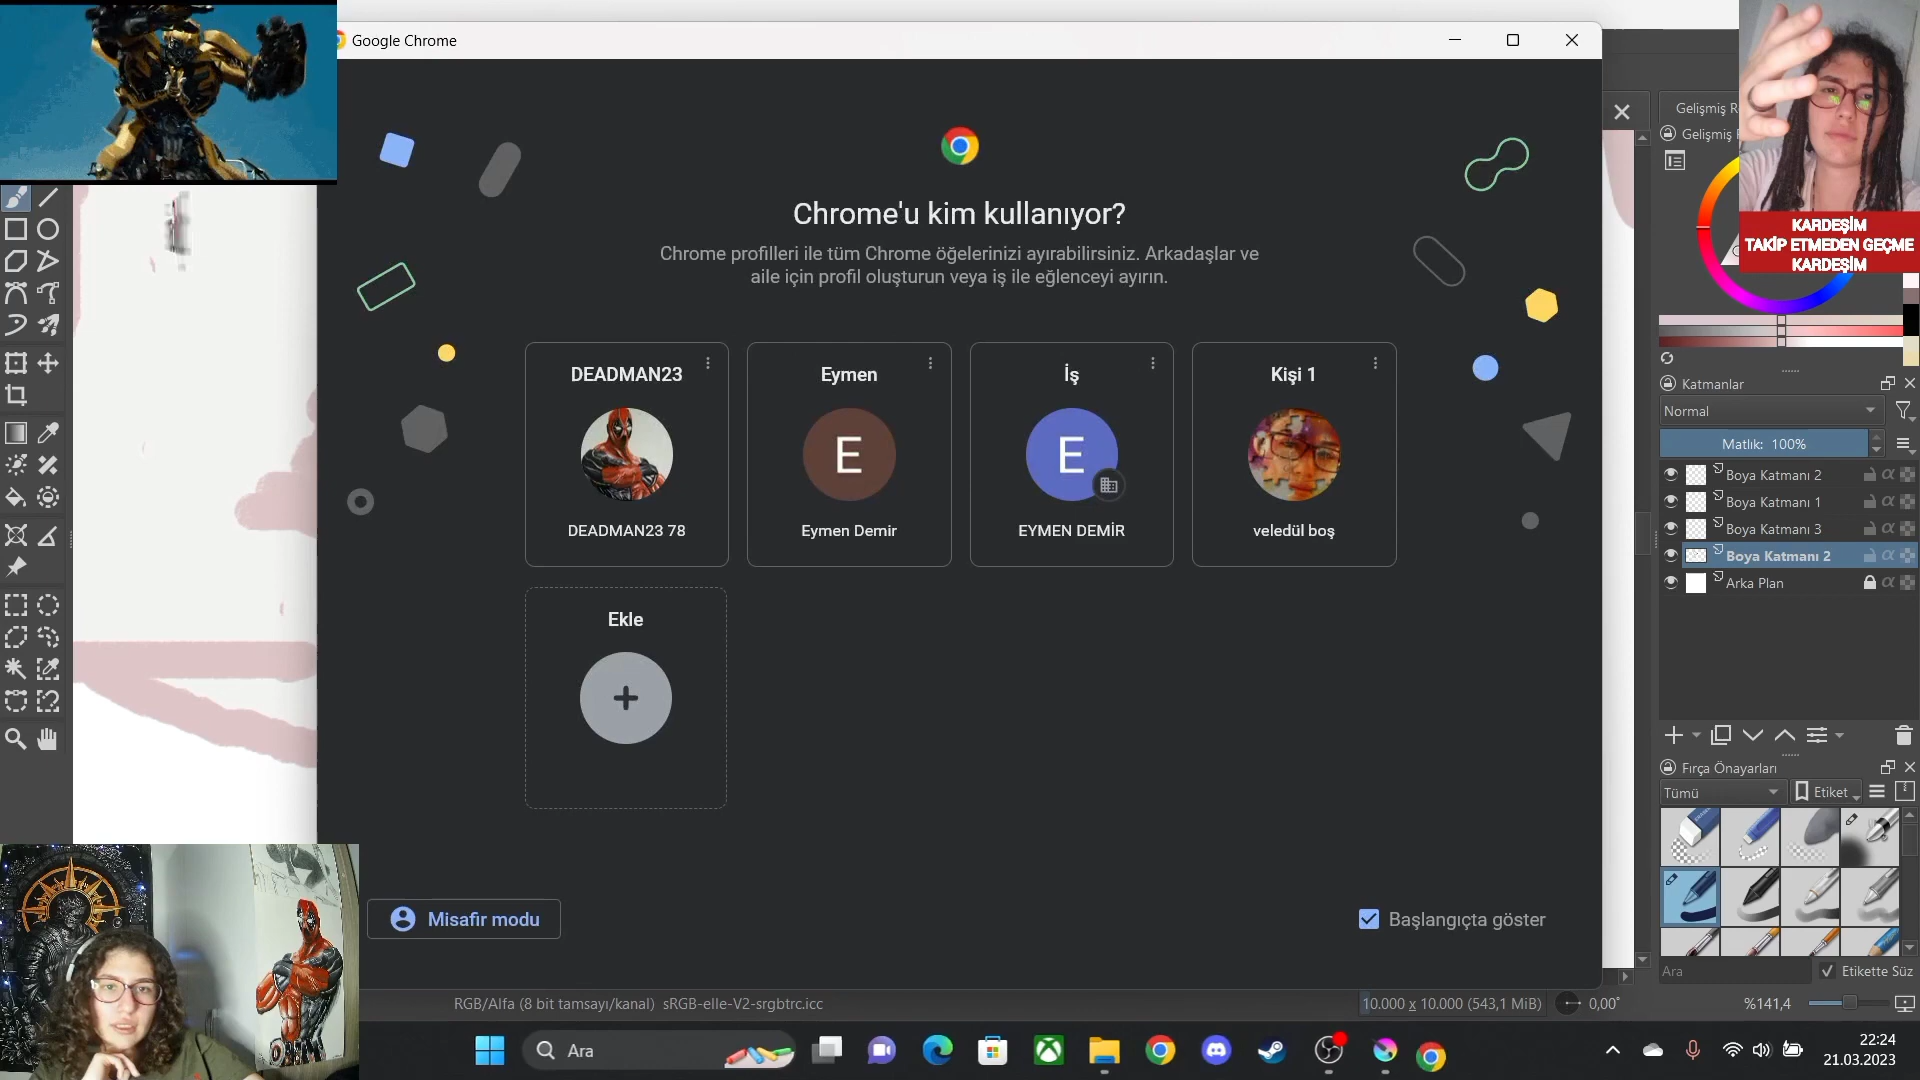 Google Chrome
Chrome'u kim kullanıyor?
Chrome profilleri ile tüm Chrome öğelerinizi ayırabilirsiniz. Arkadaşlar ve
aile için profil oluşturun veya iş ile eğlenceyi ayırın.
DEADMAN23
Eymen
İş
Kişi 1
E
E
DEADMAN23 78
Eymen Demir
EYMEN DEMİR
veledül boş
Ekle
Misafir modu
Başlangıçta göster
Gelişmiş R
Gelişmiş
KARDEŞİM
TAKİP ETMEDEN GEÇME
KARDEŞİM
Katmanlar
Normal
Matlık: 100%
Boya Katmanı 2
Boya Katmanı 1
Boya Katmanı 3
Boya Katmanı 2
Arka Plan
Fırça Önayarları
Tümü
Etiket
Ara
Etikette Süz
RGB/Alfa (8 bit tamsayı/kanal) sRGB-elle-V2-srgbtrc.icc
10.000 x 10.000 (543,1 MiB)
0,00°
%141,4
Ara
22:24
21.03.2023